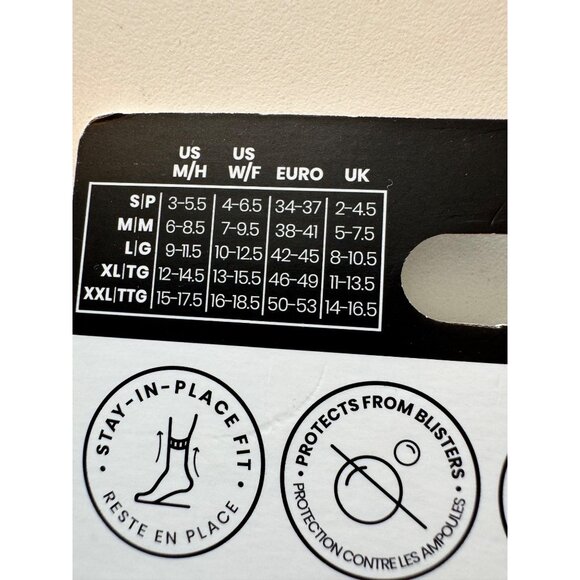 US M/H US W/F EURO UK
S|P 3-5.5 4-6.5 34-37 2-4.5
M|M 6-8.5 7-9.5 38-41 5-7.5
L|G 9-11.5 10-12.5 42-45 8-10.5
XL|TG 12-14.5 13-15.5 46-49 11-13.5
XXL|TTG 15-17.5 16-18.5 50-53 14-16.5
• STAY-IN-PLACE FIT •
RESTE EN PLACE
• PROTECTS FROM BLISTERS •
PROTECTION CONTRE LES AMPOULES